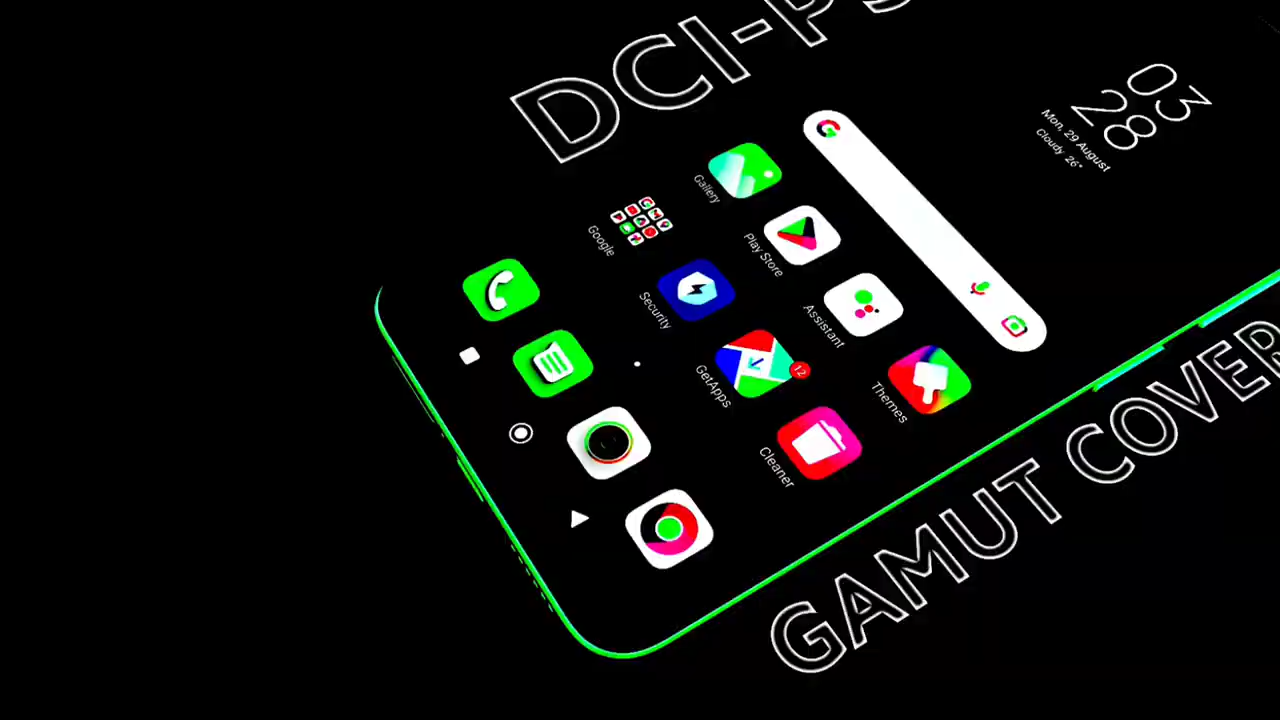 DCI-P3
03
28
Mon, 29 August
Cloudy 26°
Gallery
Play Store
Assistant
Themes
Google
Security
GetApps
12
Cleaner
GAMUT COVER